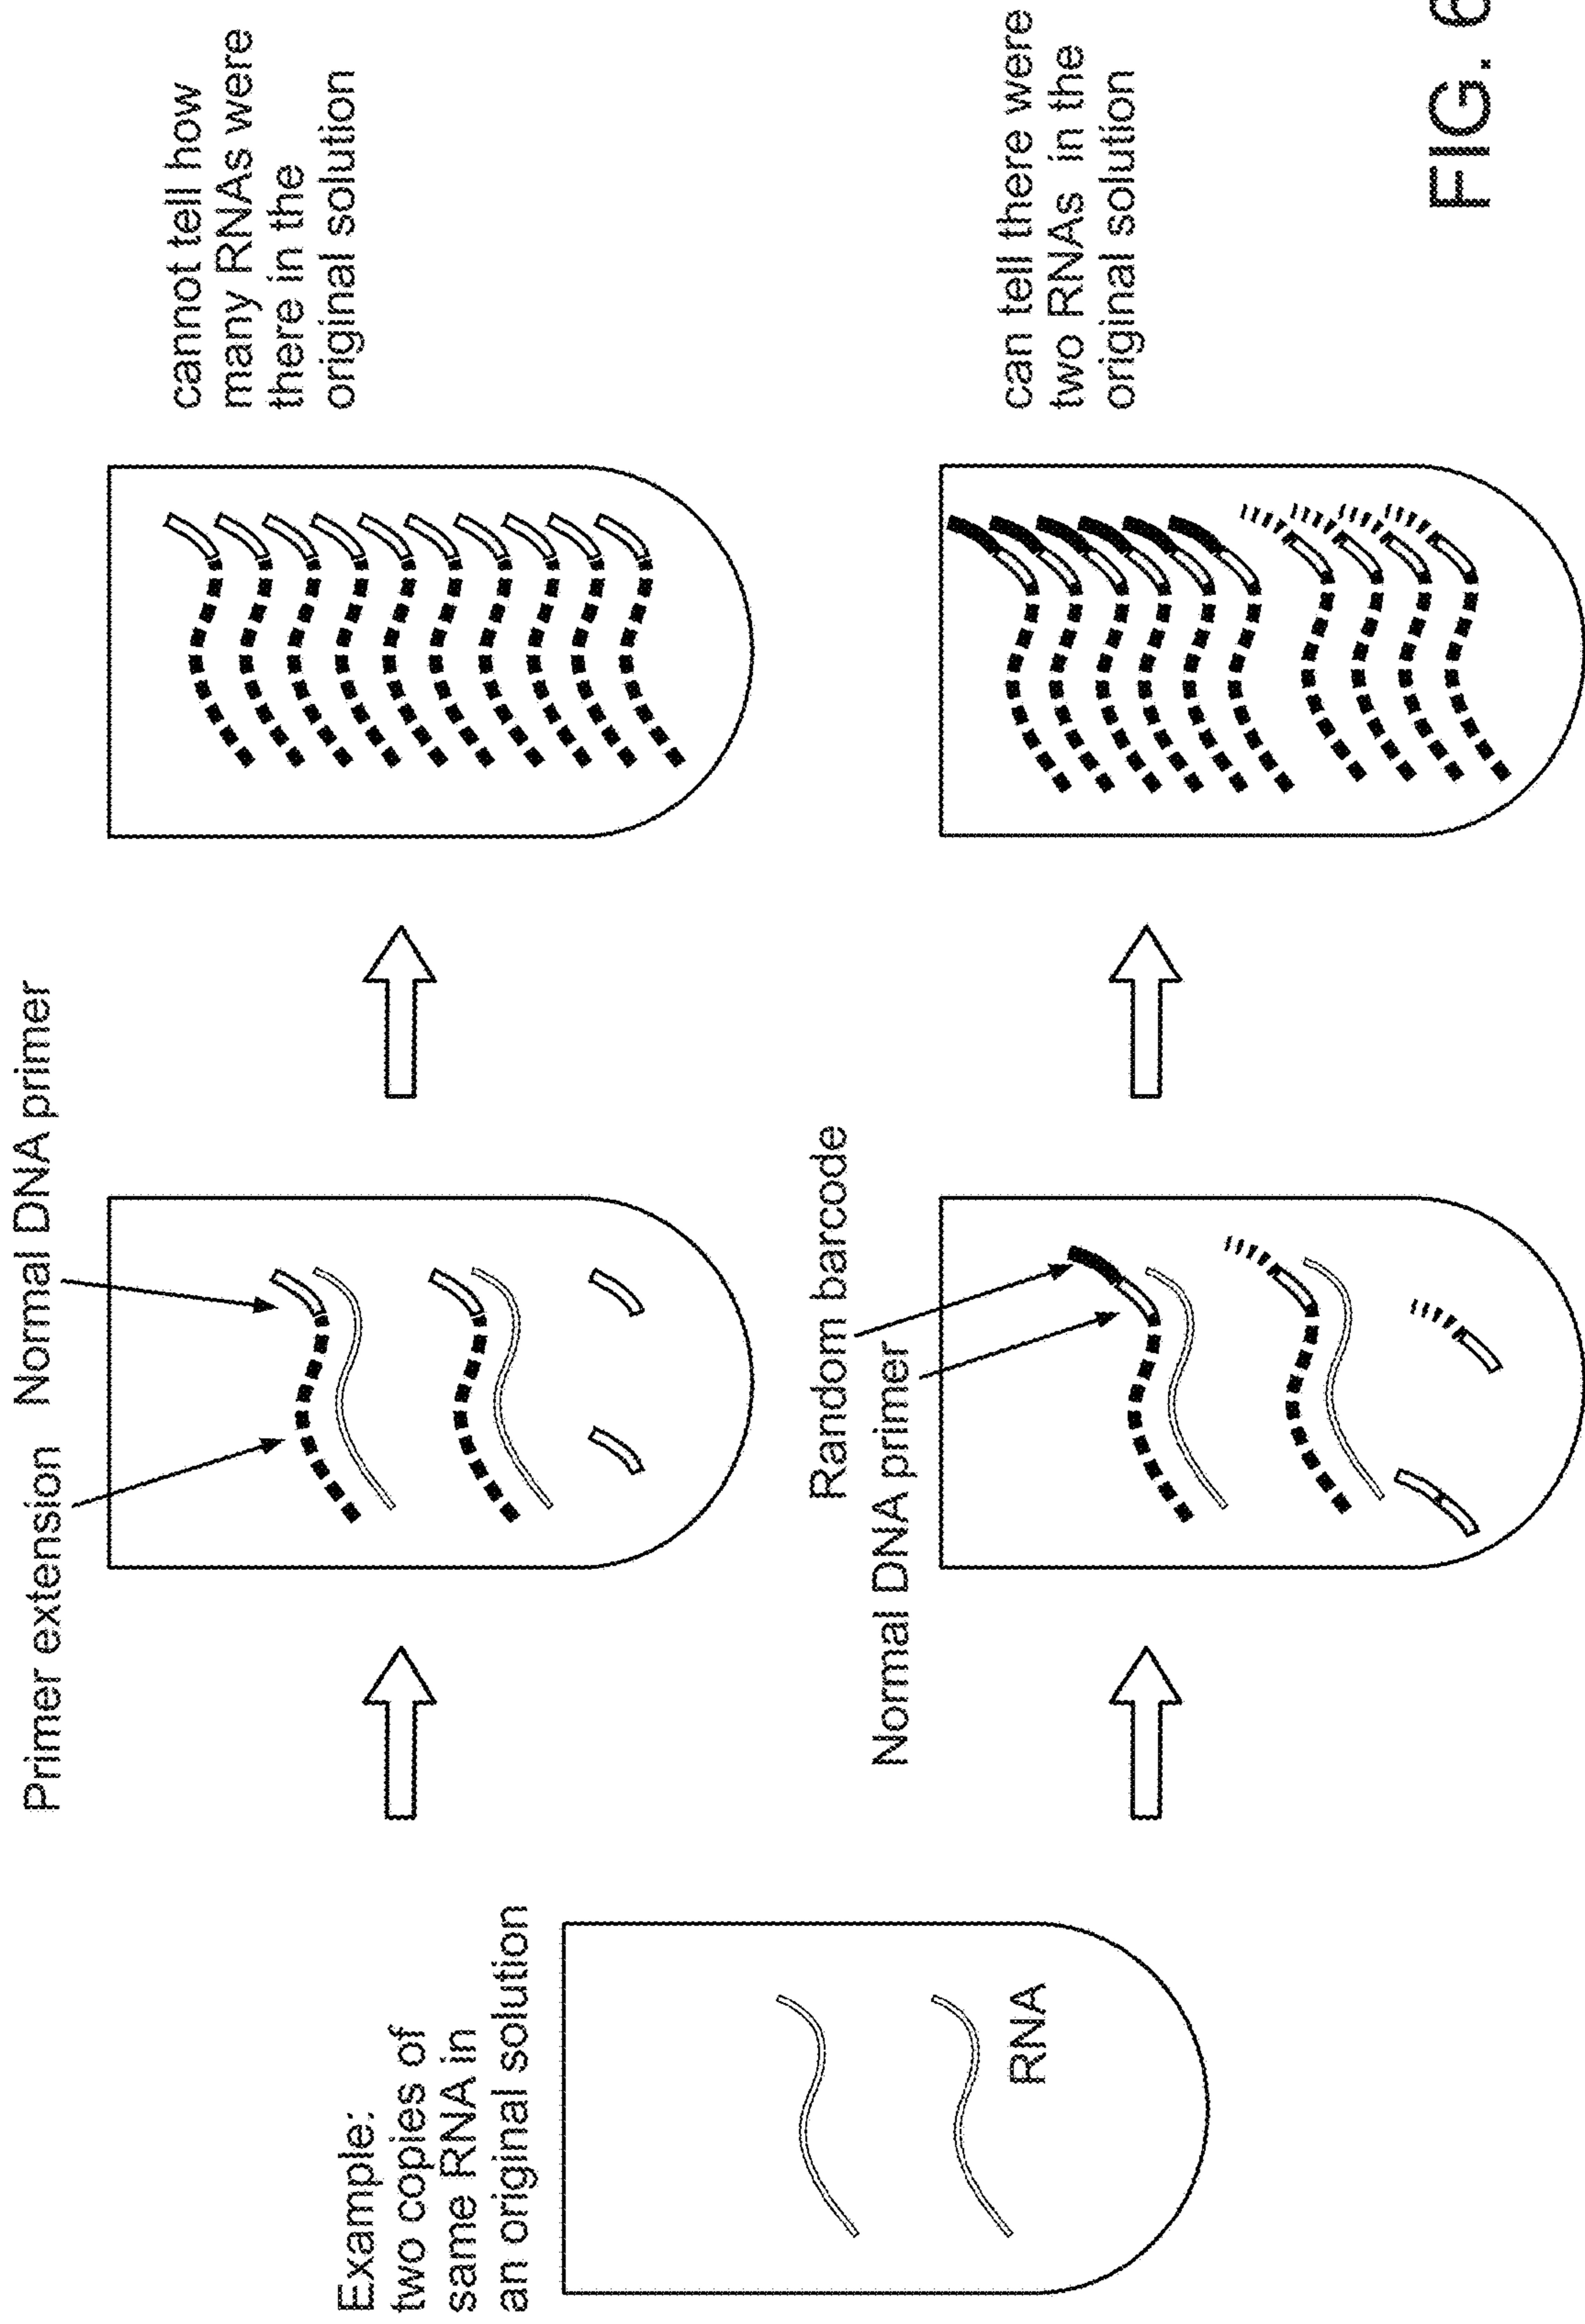 Example:
two copies of
same RNA in
an original solution
RNA
Primer extension
Normal DNA primer
cannot tell how
many RNAs were
there in the
original solution
Random barcode
Normal DNA primer
can tell there were
two RNAs in the
original solution
FIG. 6